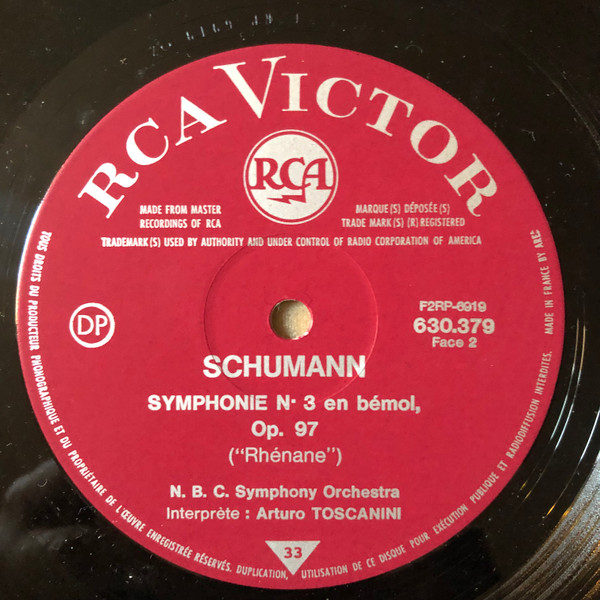 RCA VICTOR
RCA
MADE FROM MASTER
RECORDINGS OF RCA
MARQUE(S) DÉPOSÉE(S)
TRADE MARK(S) (R) REGISTERED
TRADEMARK(S) USED BY AUTHORITY AND UNDER CONTROL OF RADIO CORPORATION OF AMERICA
DP
F2RP-6919
630.379
Face 2
SCHUMANN
SYMPHONIE N· 3 en bémol,
Op. 97
("Rhénane")
N. B. C. Symphony Orchestra
Interprète : Arturo TOSCANINI
33
TOUS DROITS DU PRODUCTEUR PHONOGRAPHIQUE ET DU PROPRIÉTAIRE DE L'ŒUVRE ENREGISTRÉE RÉSERVÉS. DUPLICATION, UTILISATION DE CE DISQUE POUR EXÉCUTION PUBLIQUE ET RADIODIFFUSION INTERDITES.
MADE IN FRANCE BY